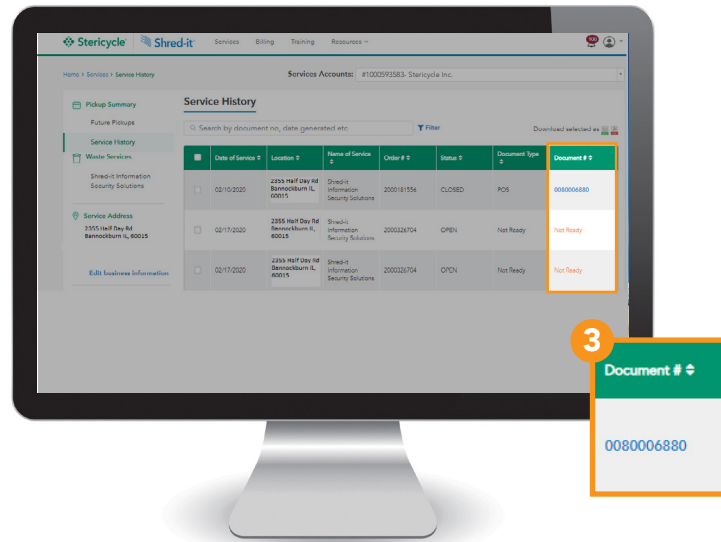 Stericycle Shred-it Services Billing Training Resources 100
Home > Services > Service History Services Accounts: #1000593583- Stericycle Inc.
Pickup Summary
Future Pickups
Service History
Waste Services
Shred-it Information
Security Solutions
Service Address
2355 Half Day Rd
Bannockburn IL, 60015
Edit business information
Service History
Search by document no, date generated etc Filter Download selected as
Date of Service Location Name of Service Order # Status Document Type Document #
02/10/2020 2355 Half Day Rd Bannockburn IL, 60015 Shred-it Information Security Solutions 2000181556 CLOSED POS 0080006880
02/17/2020 2355 Half Day Rd Bannockburn IL, 60015 Shred-it Information Security Solutions 2000326704 OPEN Not Ready Not Ready
02/17/2020 2355 Half Day Rd Bannockburn IL, 60015 Shred-it Information Security Solutions 2000326704 OPEN Not Ready Not Ready
3
Document #
0080006880